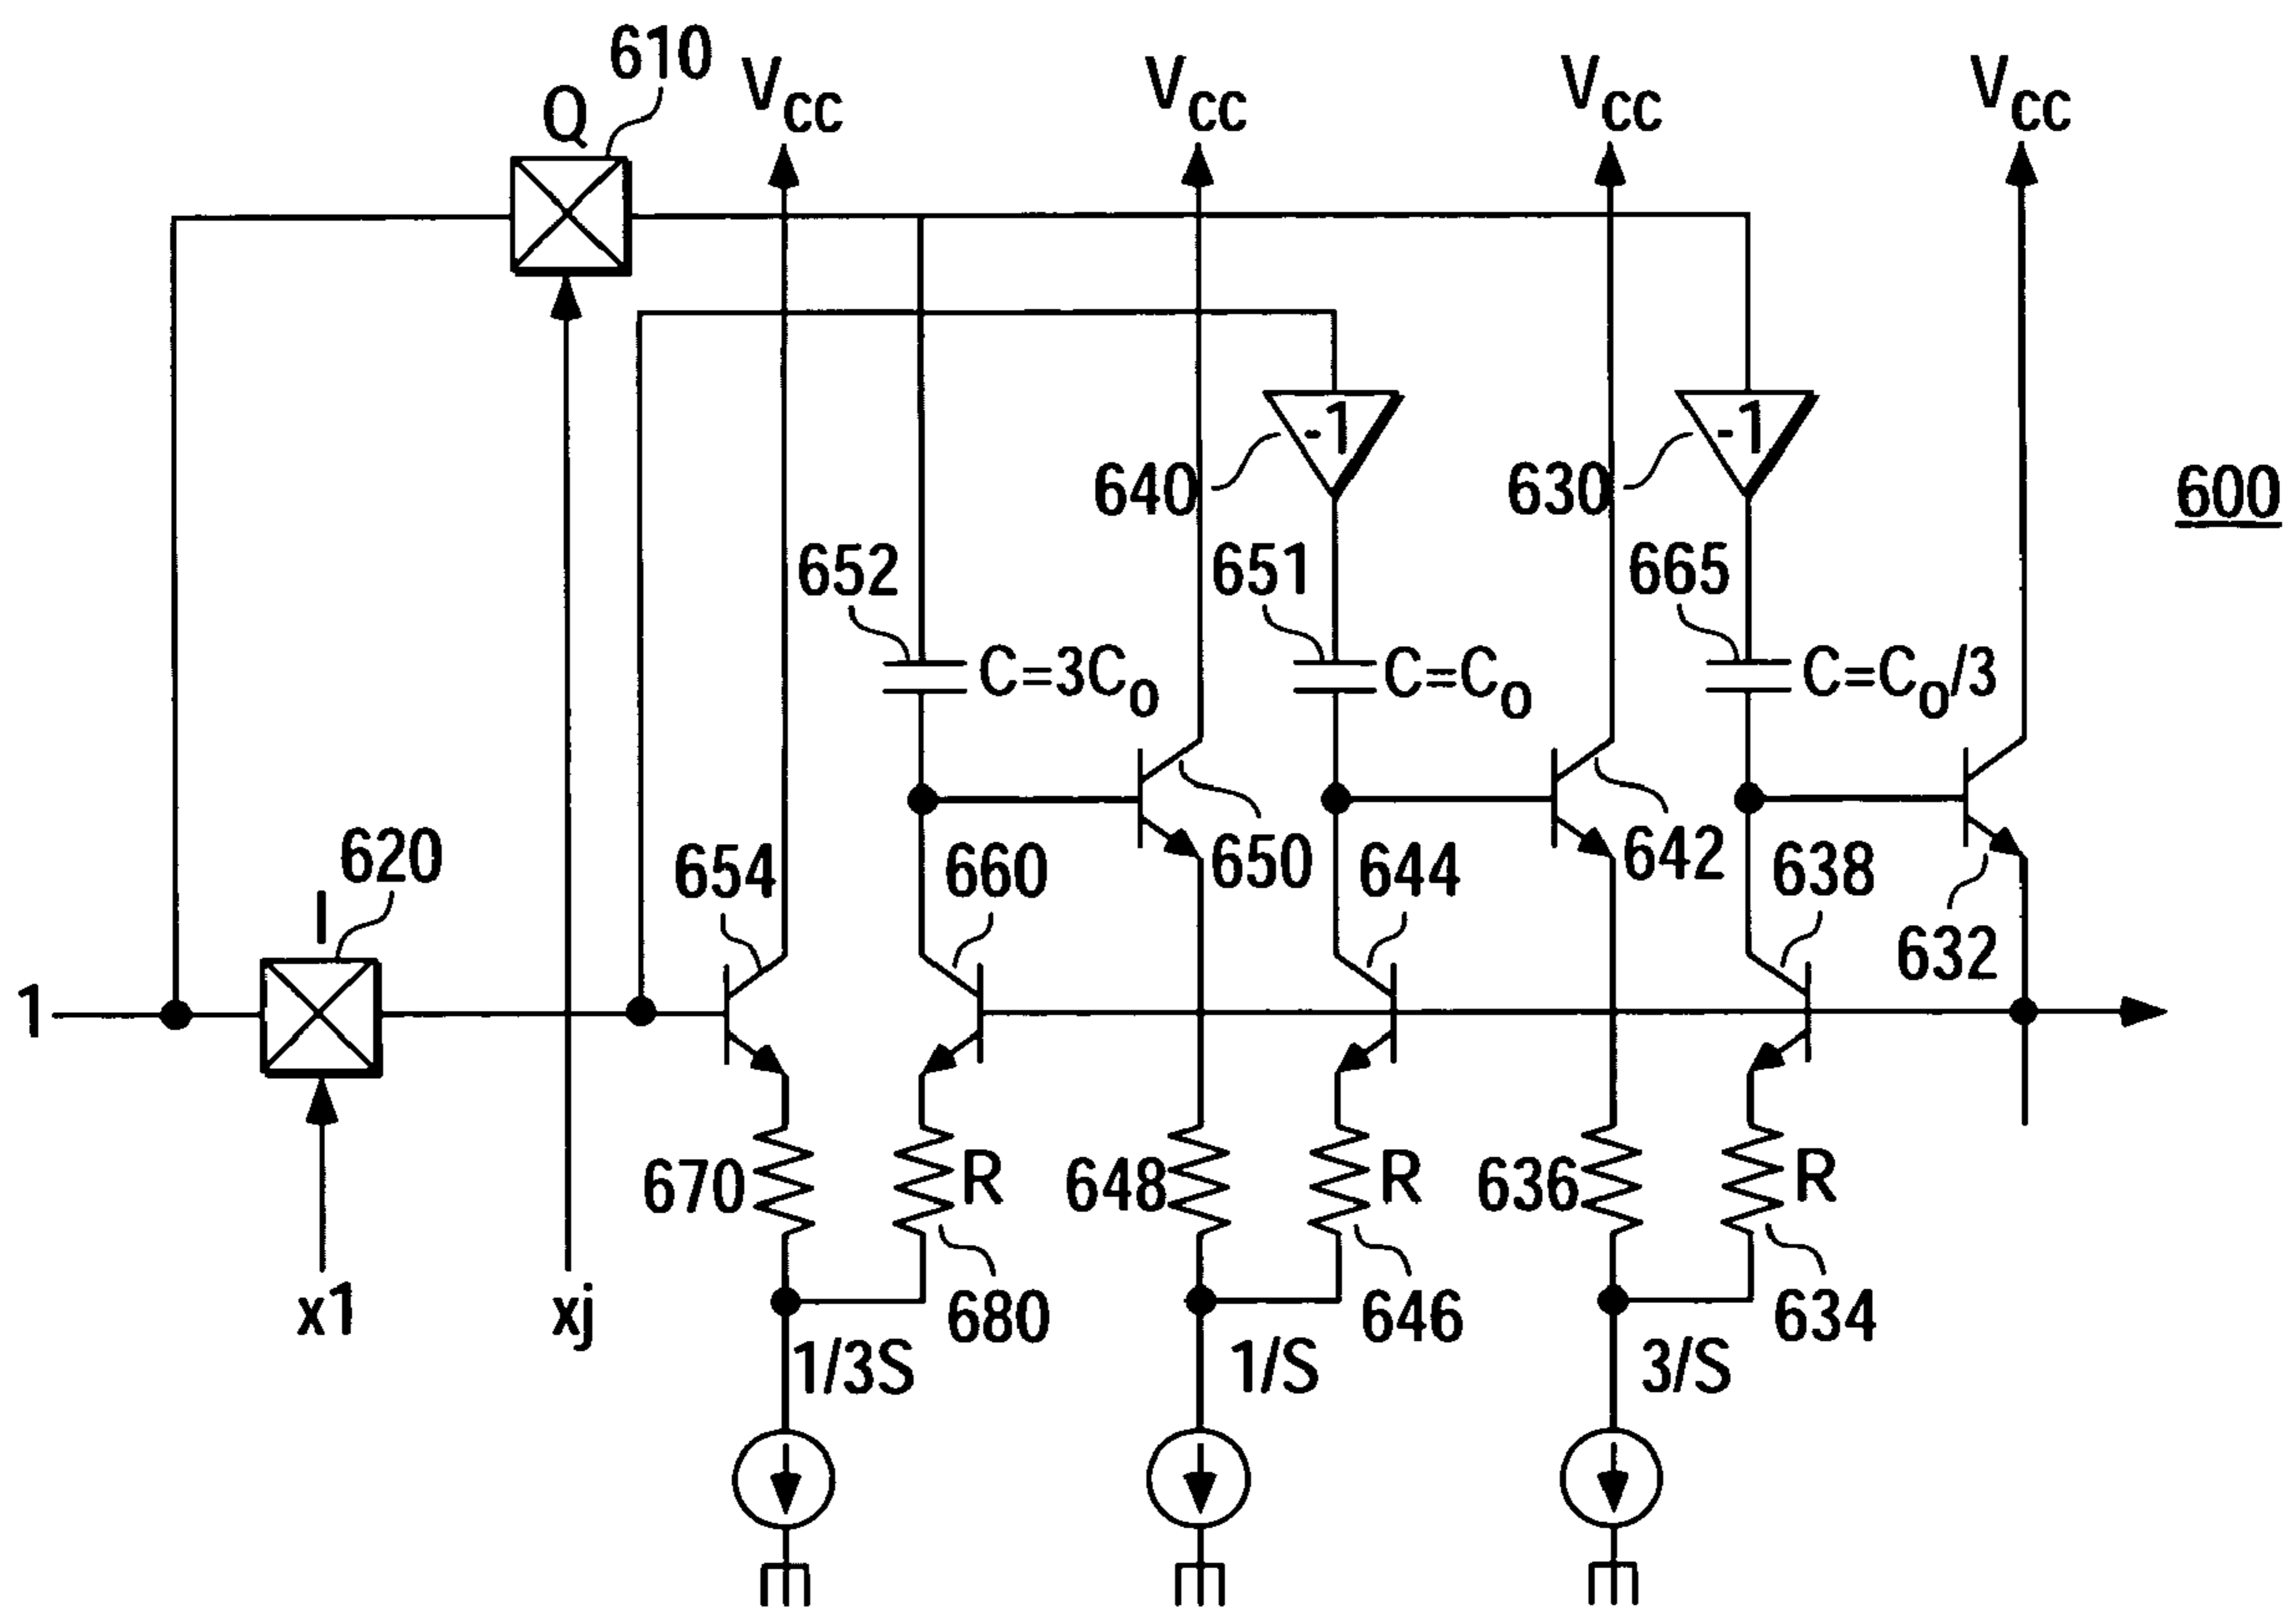 610
Q
VCC
VCC
VCC
VCC
-1
-1
640
630
600
652
651
665
C=3Co
C=Co
C=Co/3
620
I
654
660
650
644
642
638
632
1
670
R
648
R
636
R
x1
xj
680
646
634
1/3S
1/S
3/S